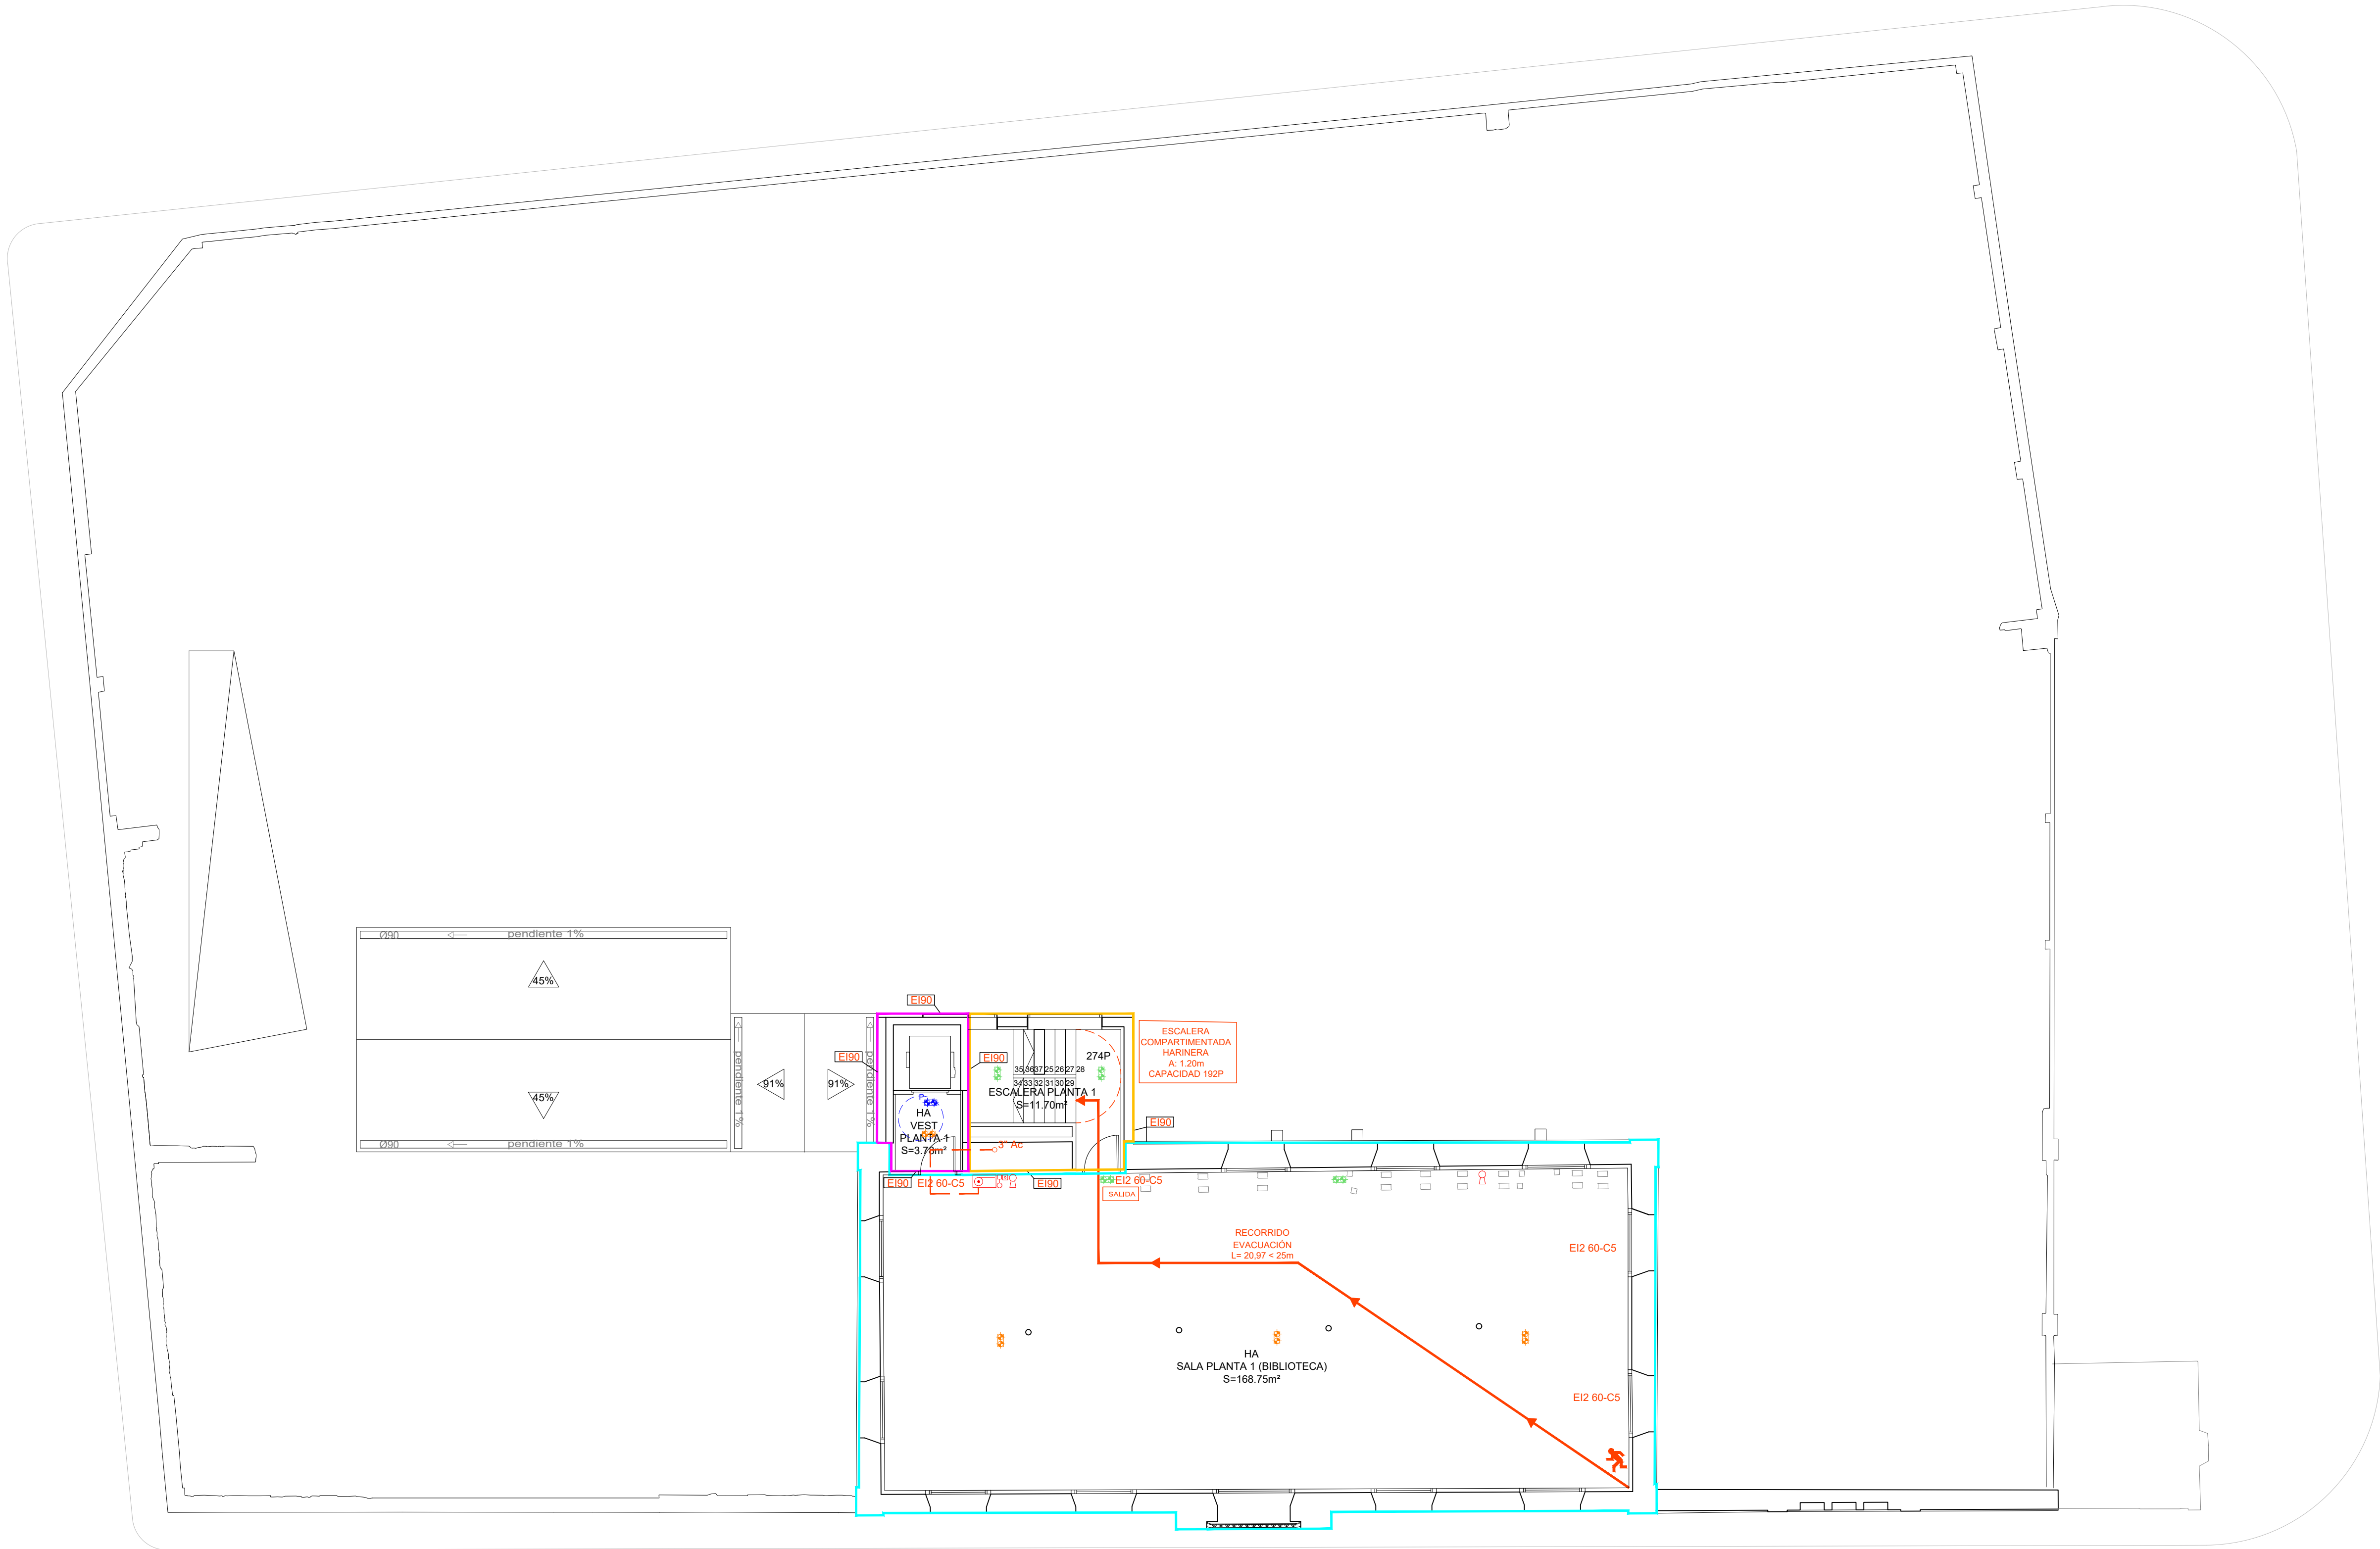 Ø90
pendiente 1%
45%
45%
Ø90
pendiente 1%
pendiente 1%
91%
91%
pendiente 1%
EI90
EI90
EI90
274P
35 36 37 25 26 27 28
34 33 32 31 30 29
ESCALERA PLANTA 1
S=11.70m²
ESCALERA
COMPARTIMENTADA
HARINERA
A: 1.20m
CAPACIDAD 192P
EI90
HA
VEST
PLANTA 1
S=3.78m²
3" Ac
EI90
EI2 60-C5
EI90
EI2 60-C5
SALIDA
RECORRIDO
EVACUACIÓN
L= 20,97 < 25m
EI2 60-C5
HA
SALA PLANTA 1 (BIBLIOTECA)
S=168.75m²
EI2 60-C5